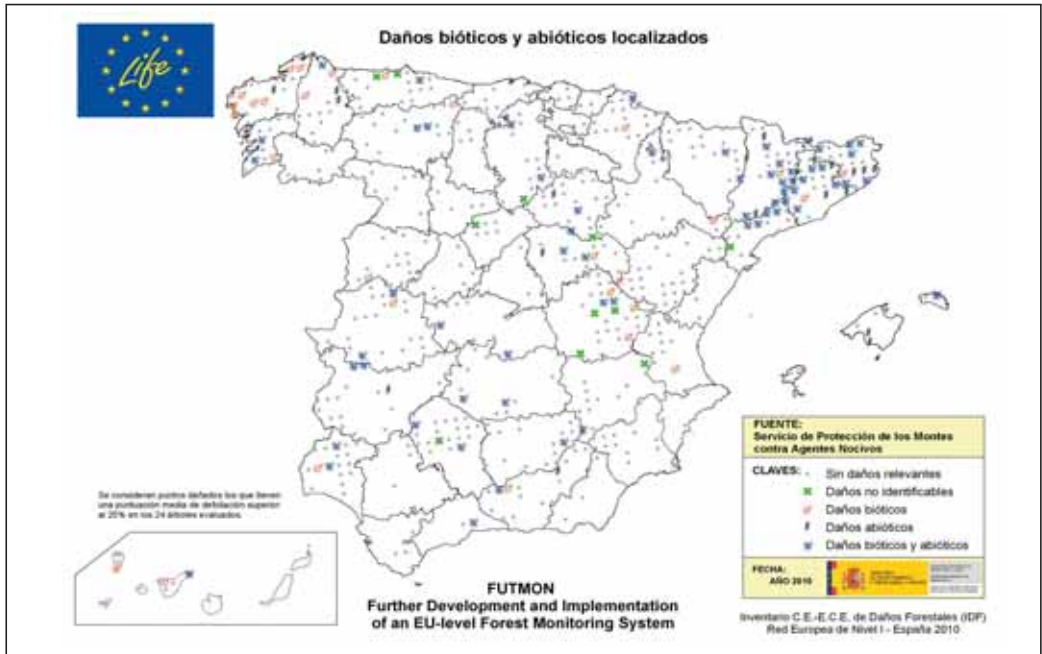 Daños bióticos y abióticos localizados
Life
FUENTE:
Servicio de Protección de los Montes
contra Agentes Nocivos
CLAVES:
Sin daños relevantes
Daños no identificables
Daños bióticos
Daños abióticos
Daños bióticos y abióticos
FECHA:
AÑO 2010
Se consideran puntos dañados los que tienen
una puntuación media de defoliación superior
al 25% en los 24 árboles evaluados.
FUTMON
Further Development and Implementation
of an EU-level Forest Monitoring System
Inventario C.E.-E.C.E. de Daños Forestales (IDF)
Red Europea de Nivel I - España 2010